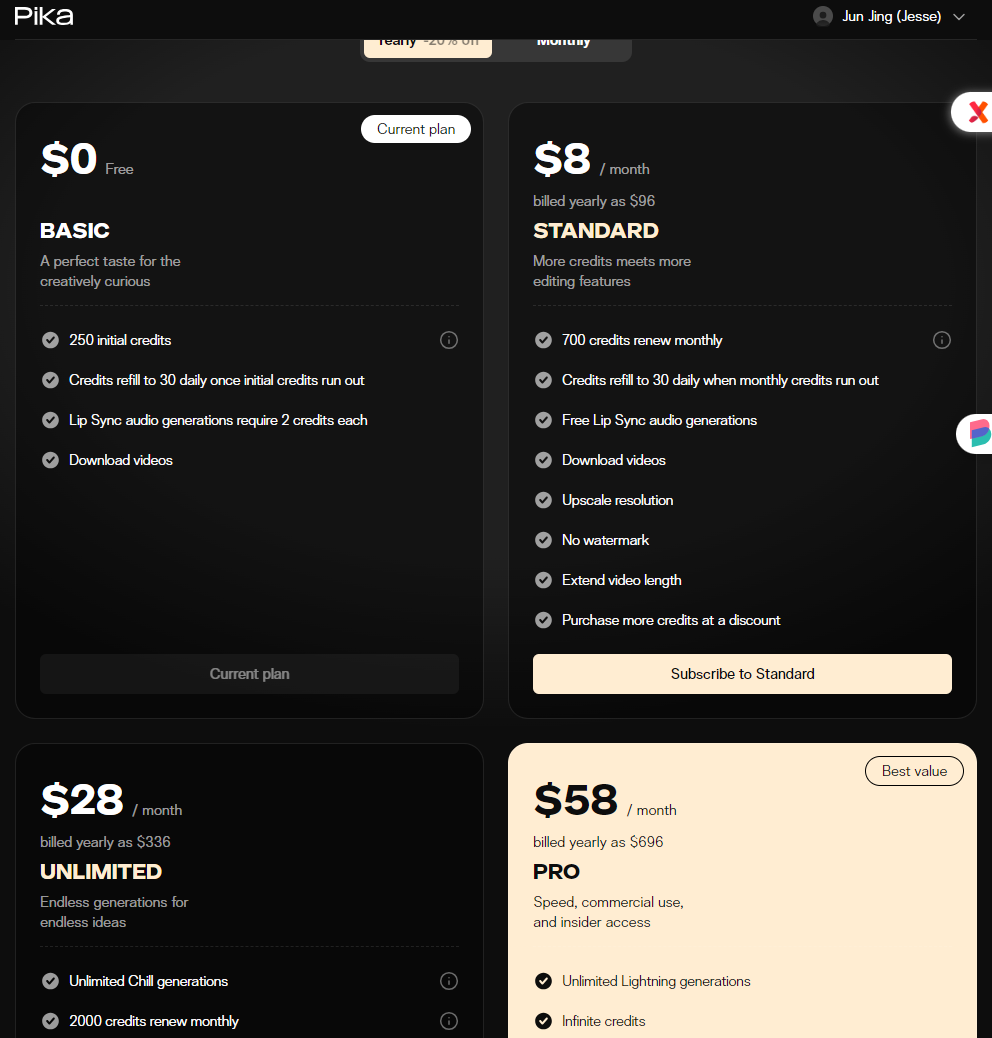 Pika
Jun Jing (Jesse)
Yearly -20% off
Monthly
Current plan
$0 Free
BASIC
A perfect taste for the
creatively curious
250 initial credits
Credits refill to 30 daily once initial credits run out
Lip Sync audio generations require 2 credits each
Download videos
Current plan
$8 / month
billed yearly as $96
STANDARD
More credits meets more
editing features
700 credits renew monthly
Credits refill to 30 daily when monthly credits run out
Free Lip Sync audio generations
Download videos
Upscale resolution
No watermark
Extend video length
Purchase more credits at a discount
Subscribe to Standard
$28 / month
billed yearly as $336
UNLIMITED
Endless generations for
endless ideas
Unlimited Chill generations
2000 credits renew monthly
Best value
$58 / month
billed yearly as $696
PRO
Speed, commercial use,
and insider access
Unlimited Lightning generations
Infinite credits